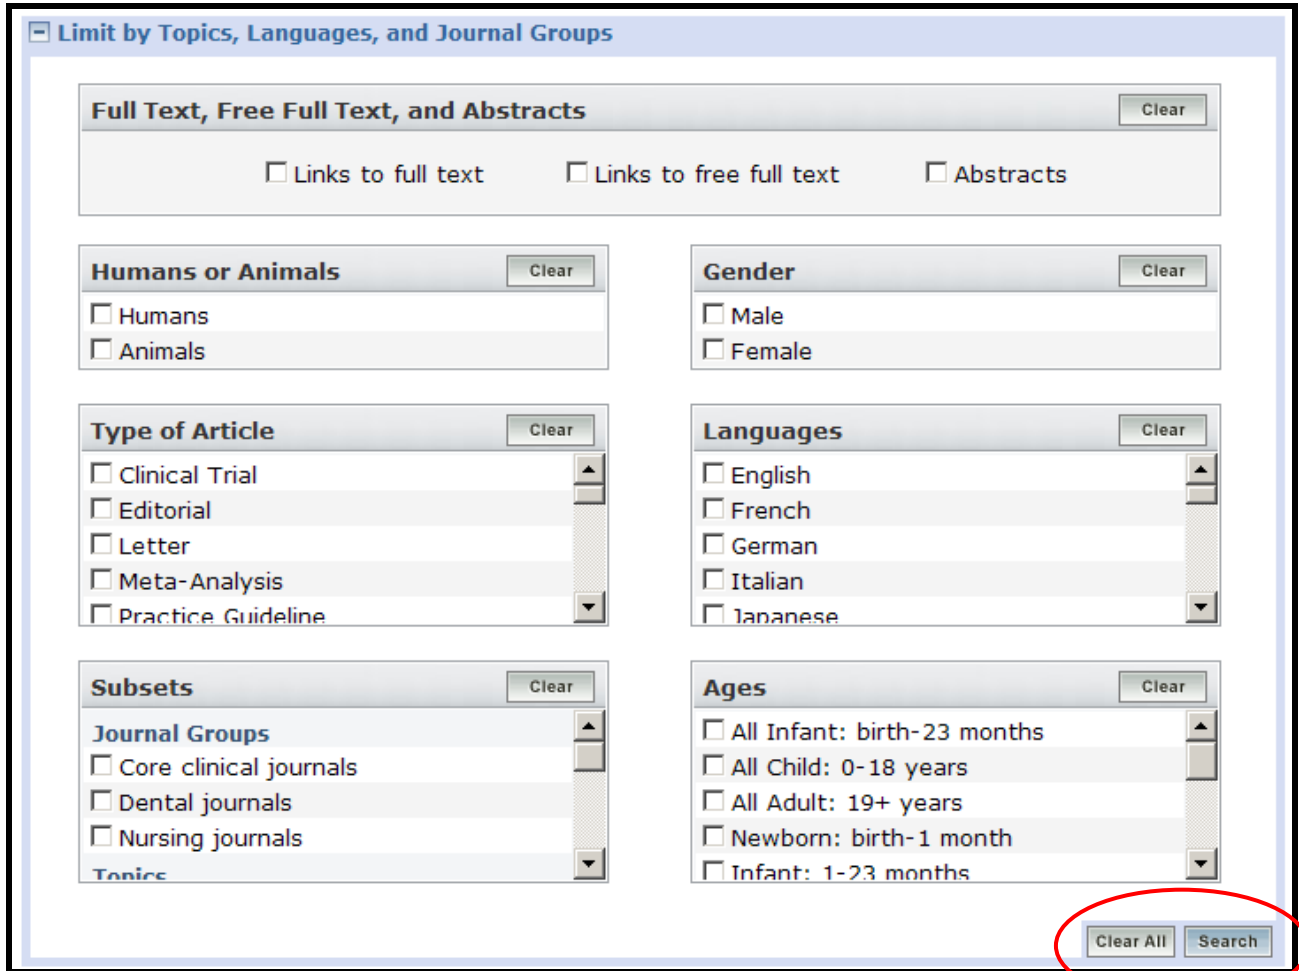 Limit by Topics, Languages, and Journal Groups
Full Text, Free Full Text, and Abstracts Clear
Links to full text Links to free full text Abstracts
Humans or Animals Clear
Humans
Animals
Gender Clear
Male
Female
Type of Article Clear
Clinical Trial
Editorial
Letter
Meta-Analysis
Practice Guideline
Languages Clear
English
French
German
Italian
Japanese
Subsets Clear
Journal Groups
Core clinical journals
Dental journals
Nursing journals
Topics
Ages Clear
All Infant: birth-23 months
All Child: 0-18 years
All Adult: 19+ years
Newborn: birth-1 month
Infant: 1-23 months
Clear All Search